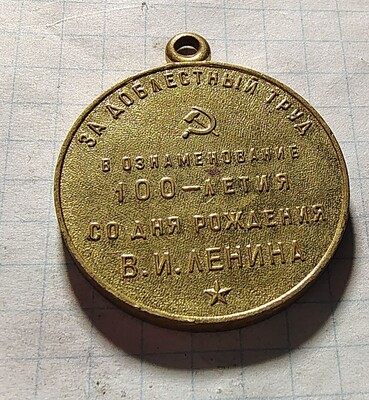 ЗА ДОБЛЕСТНЫЙ ТРУД
В ОЗНАМЕНОВАНИЕ
100-ЛЕТИЯ
СО ДНЯ РОЖДЕНИЯ
В.И.ЛЕНИНА